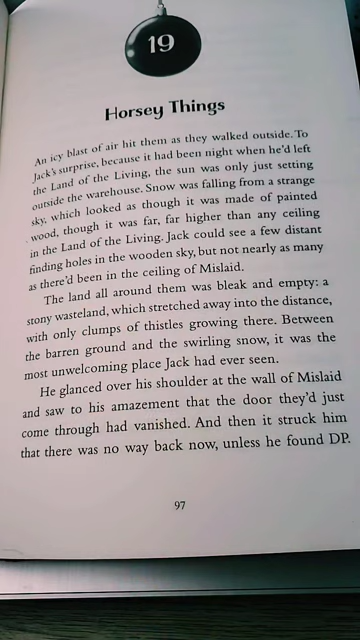 19
Horsey Things
An icy blast of air hit them as they walked outside. To
Jack's surprise, because it had been night when he'd left
the Land of the Living, the sun was only just setting
outside the warehouse. Snow was falling from a strange
sky, which looked as though it was made of painted
wood, though it was far, far higher than any ceiling
in the Land of the Living. Jack could see a few distant
finding holes in the wooden sky, but not nearly as many
as there'd been in the ceiling of Mislaid.
The land all around them was bleak and empty: a
stony wasteland, which stretched away into the distance,
with only clumps of thistles growing there. Between
the barren ground and the swirling snow, it was the
most unwelcoming place Jack had ever seen.
He glanced over his shoulder at the wall of Mislaid
and saw to his amazement that the door they'd just
come through had vanished. And then it struck him
that there was no way back now, unless he found DP.
97